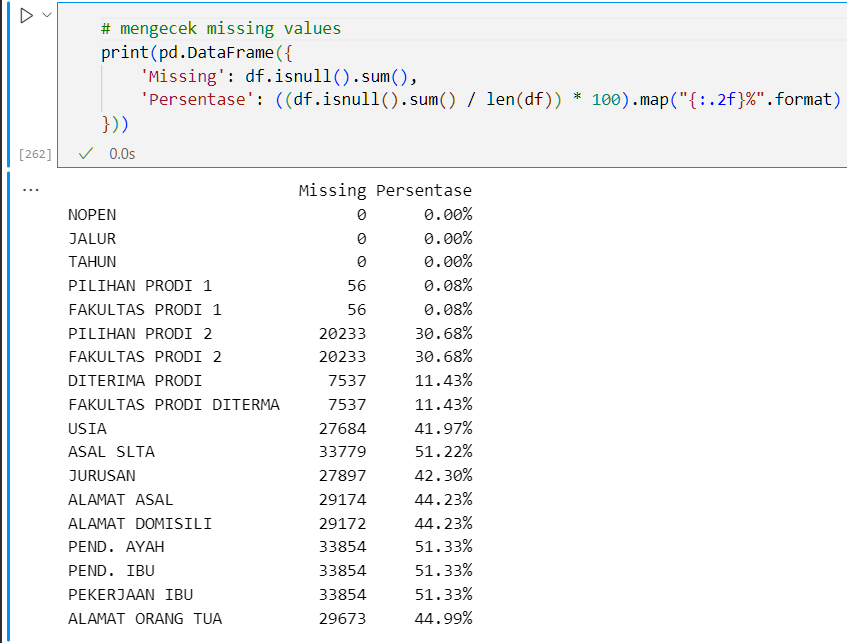 # mengecek missing values
print(pd.DataFrame({
    'Missing': df.isnull().sum(),
    'Persentase': ((df.isnull().sum() / len(df)) * 100).map("{:.2f}%".format)
}))
[262] ✓ 0.0s
...
Missing Persentase
NOPEN 0 0.00%
JALUR 0 0.00%
TAHUN 0 0.00%
PILIHAN PRODI 1 56 0.08%
FAKULTAS PRODI 1 56 0.08%
PILIHAN PRODI 2 20233 30.68%
FAKULTAS PRODI 2 20233 30.68%
DITERIMA PRODI 7537 11.43%
FAKULTAS PRODI DITERMA 7537 11.43%
USIA 27684 41.97%
ASAL SLTA 33779 51.22%
JURUSAN 27897 42.30%
ALAMAT ASAL 29174 44.23%
ALAMAT DOMISILI 29172 44.23%
PEND. AYAH 33854 51.33%
PEND. IBU 33854 51.33%
PEKERJAAN IBU 33854 51.33%
ALAMAT ORANG TUA 29673 44.99%